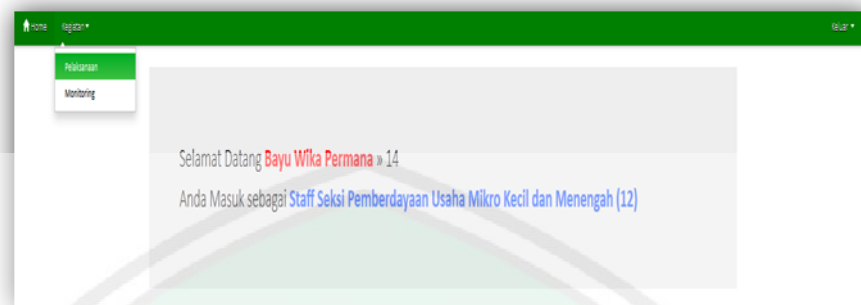 Home Kegiatan Keluar
Pelaksanaan
Monitoring
Selamat Datang Bayu Wika Permana » 14
Anda Masuk sebagai Staff Seksi Pemberdayaan Usaha Mikro Kecil dan Menengah (12)